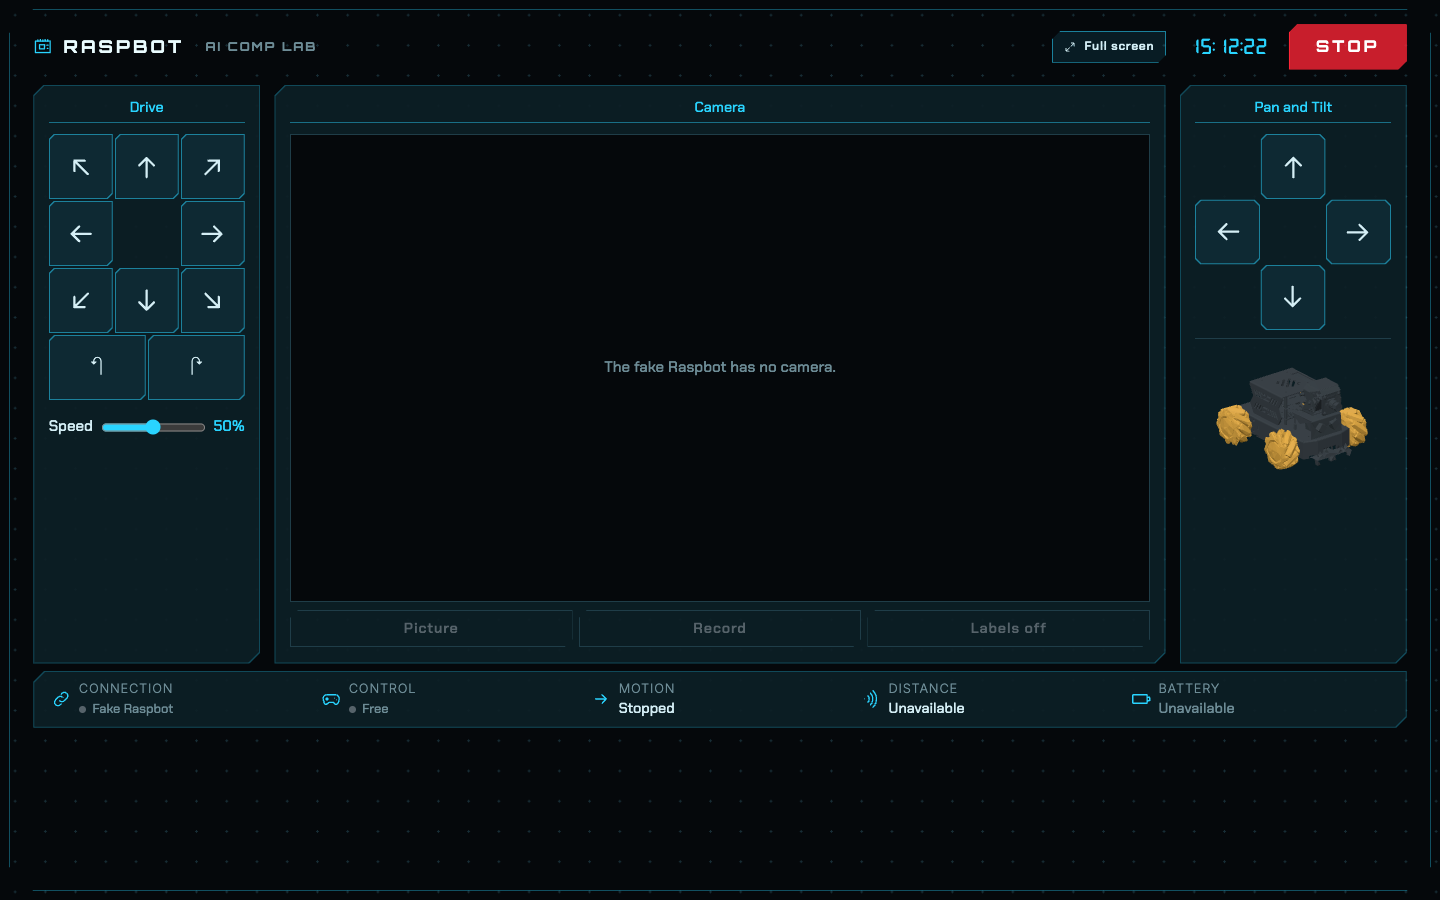 RASPBOT
AI COMP LAB
Full screen
15:12:22
STOP
Drive
Speed
50%
Camera
The fake Raspbot has no camera.
Picture
Record
Labels off
Pan and Tilt
CONNECTION
Fake Raspbot
CONTROL
Free
MOTION
Stopped
DISTANCE
Unavailable
BATTERY
Unavailable